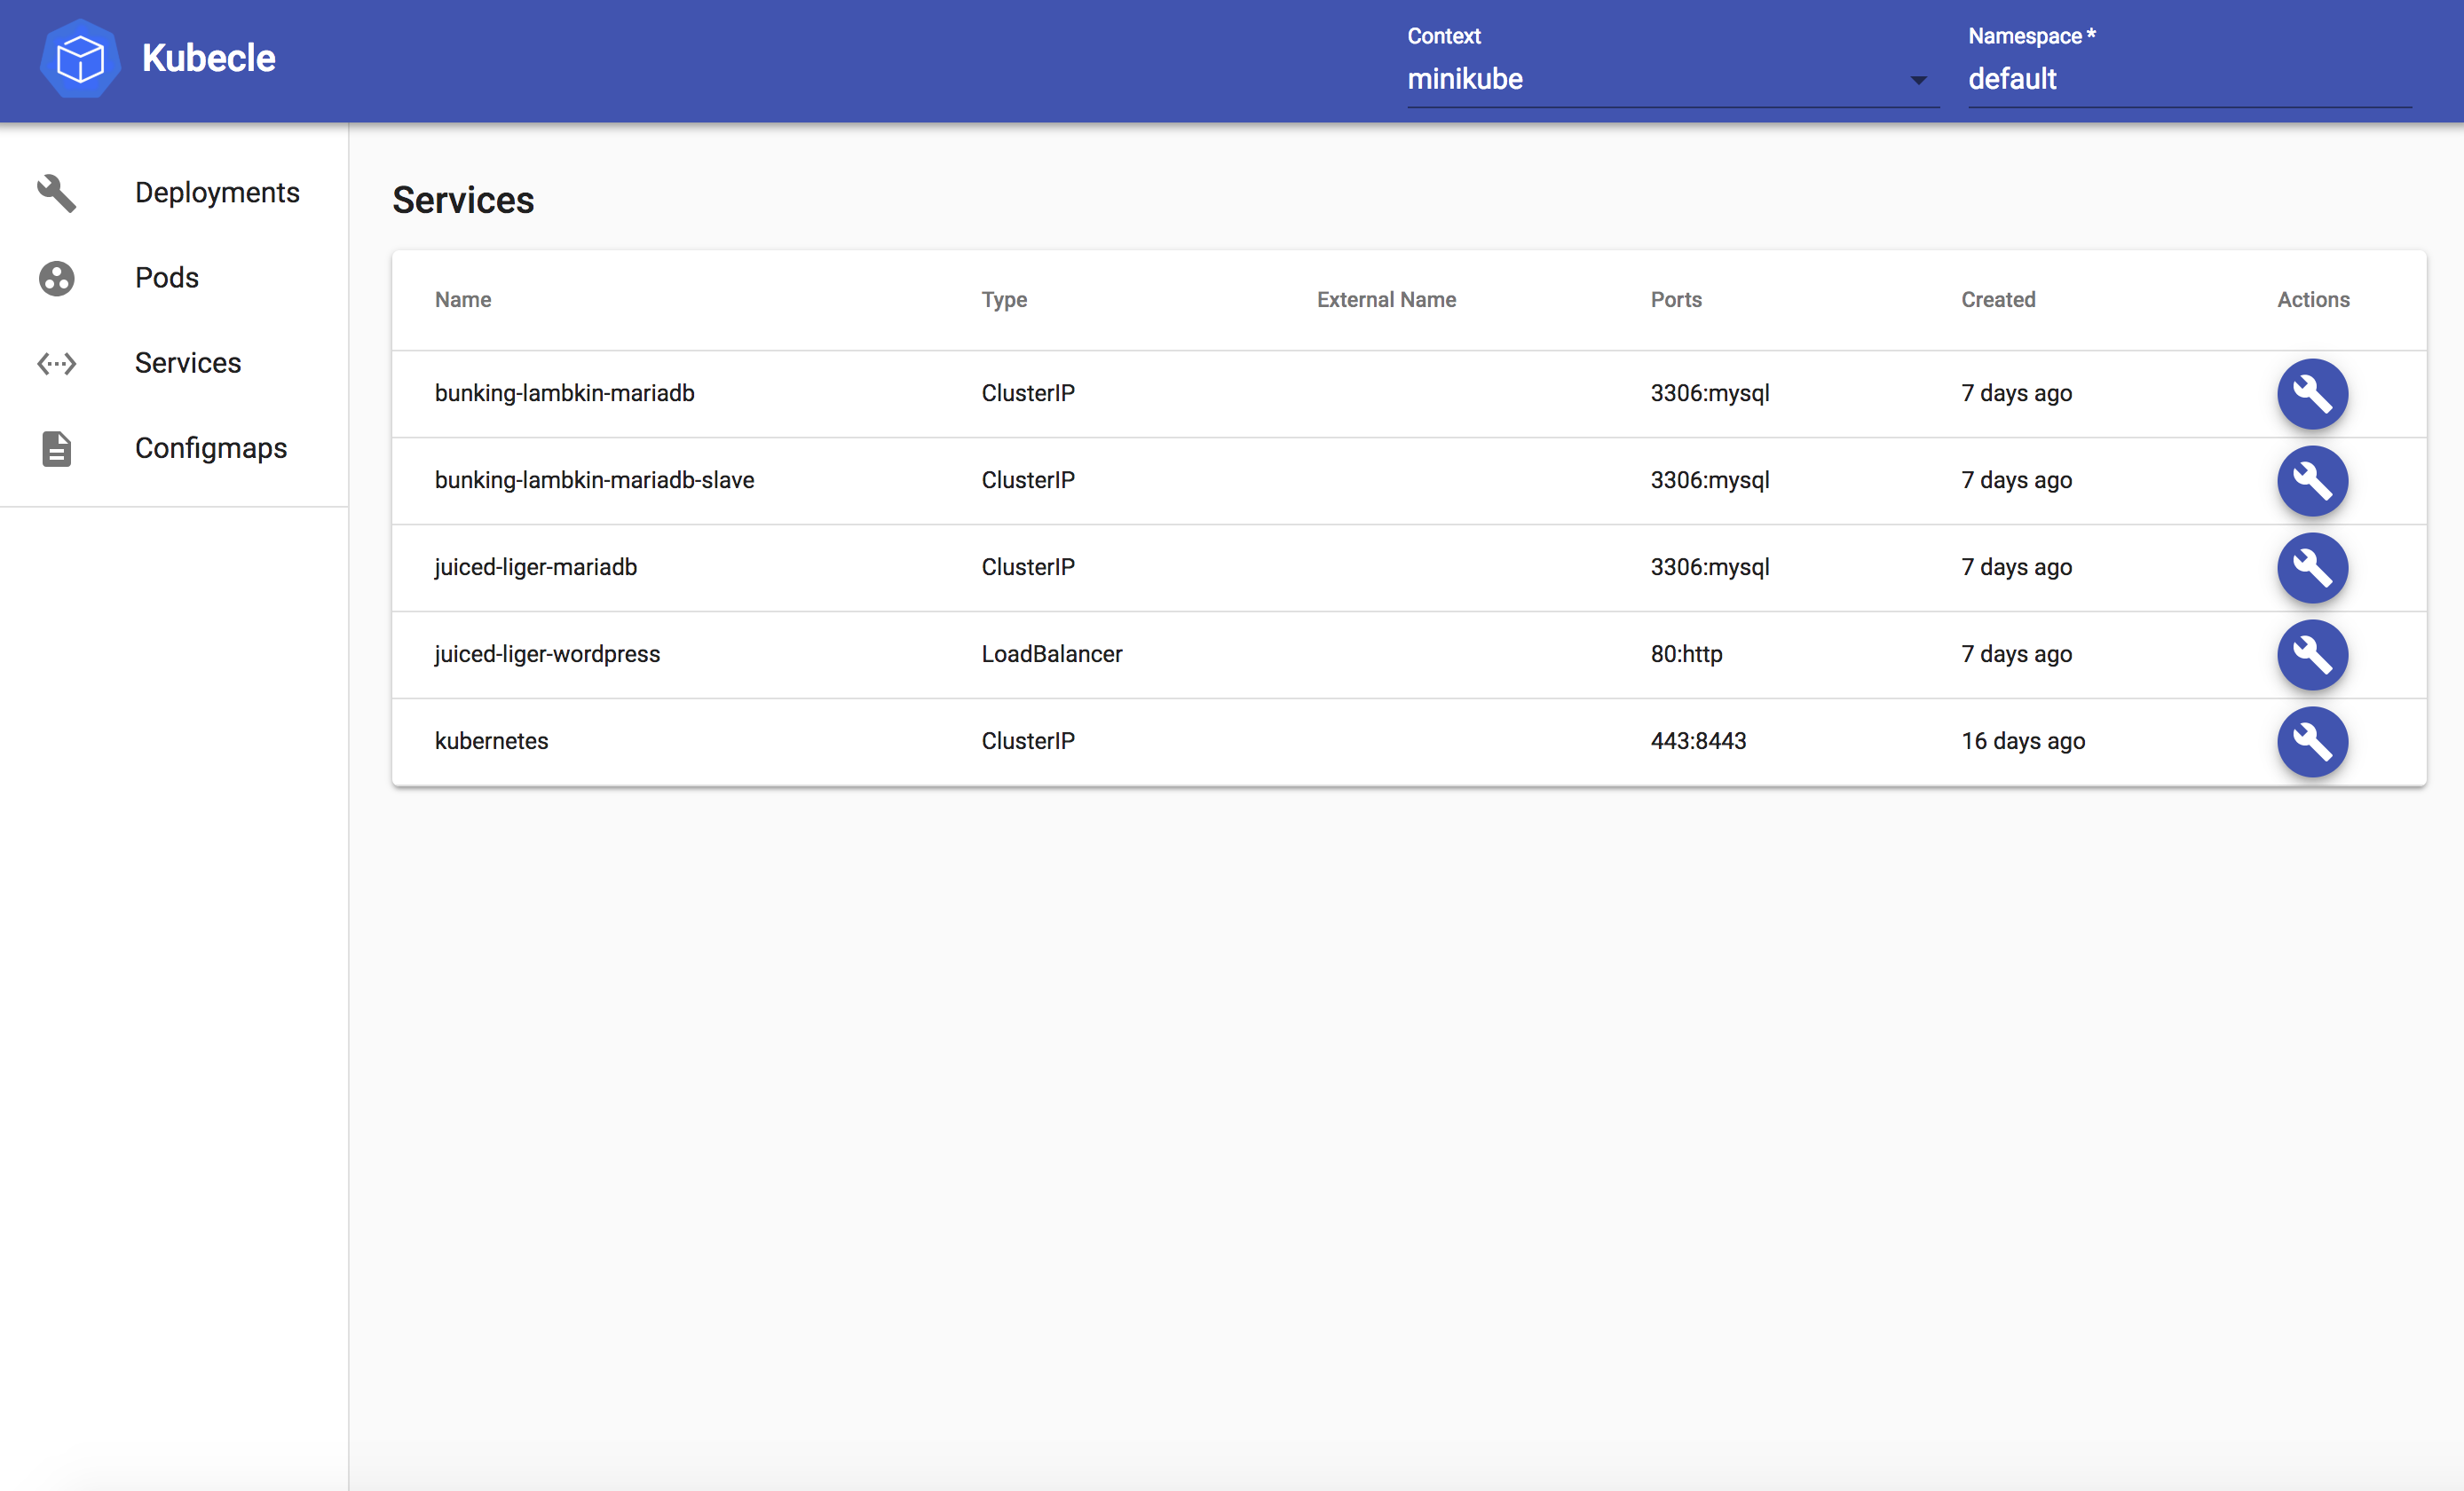 Kubecle
Context
minikube
Namespace *
default
Deployments
Pods
Services
Configmaps
Services
Name Type External Name Ports Created Actions
bunking-lambkin-mariadb ClusterIP 3306:mysql 7 days ago
bunking-lambkin-mariadb-slave ClusterIP 3306:mysql 7 days ago
juiced-liger-mariadb ClusterIP 3306:mysql 7 days ago
juiced-liger-wordpress LoadBalancer 80:http 7 days ago
kubernetes ClusterIP 443:8443 16 days ago